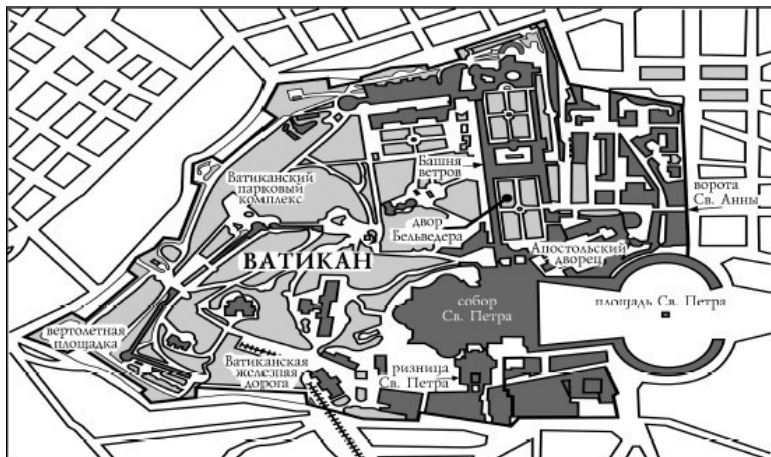 Башня
ветров
Ватиканский
парковый
комплекс
ворота
Св. Анны
двор
Бельведера
Апостольский
дворец
ВАТИКАН
собор
Св. Петра
площадь Св. Петра
вертолетная
площадка
Ватиканская
железная
дорога
ризница
Св. Петра